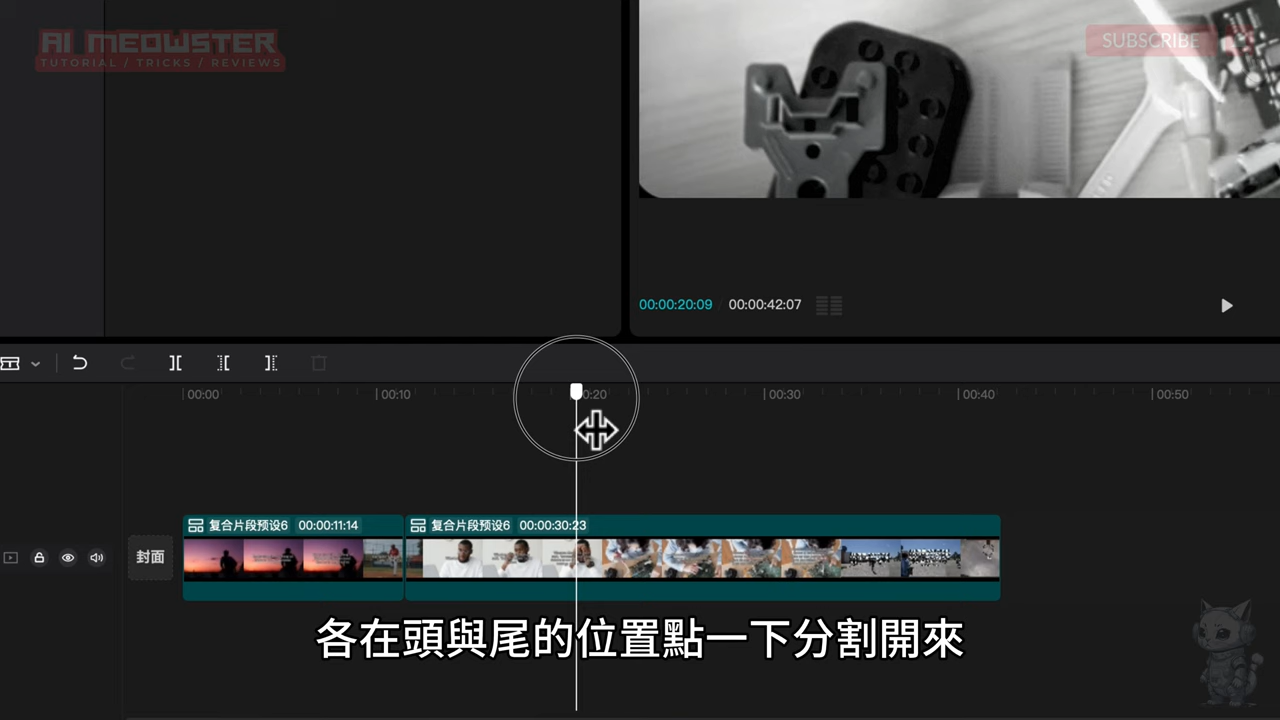 AI MEOWSTER
TUTORIAL / TRICKS / REVIEWS
SUBSCRIBE
00:00:20:09 / 00:00:42:07
00:00 00:10 0:20 00:30 00:40 00:50
复合片段预设6 00:00:11:14 复合片段预设6 00:00:30:23
封面
各在頭與尾的位置點一下分割開來